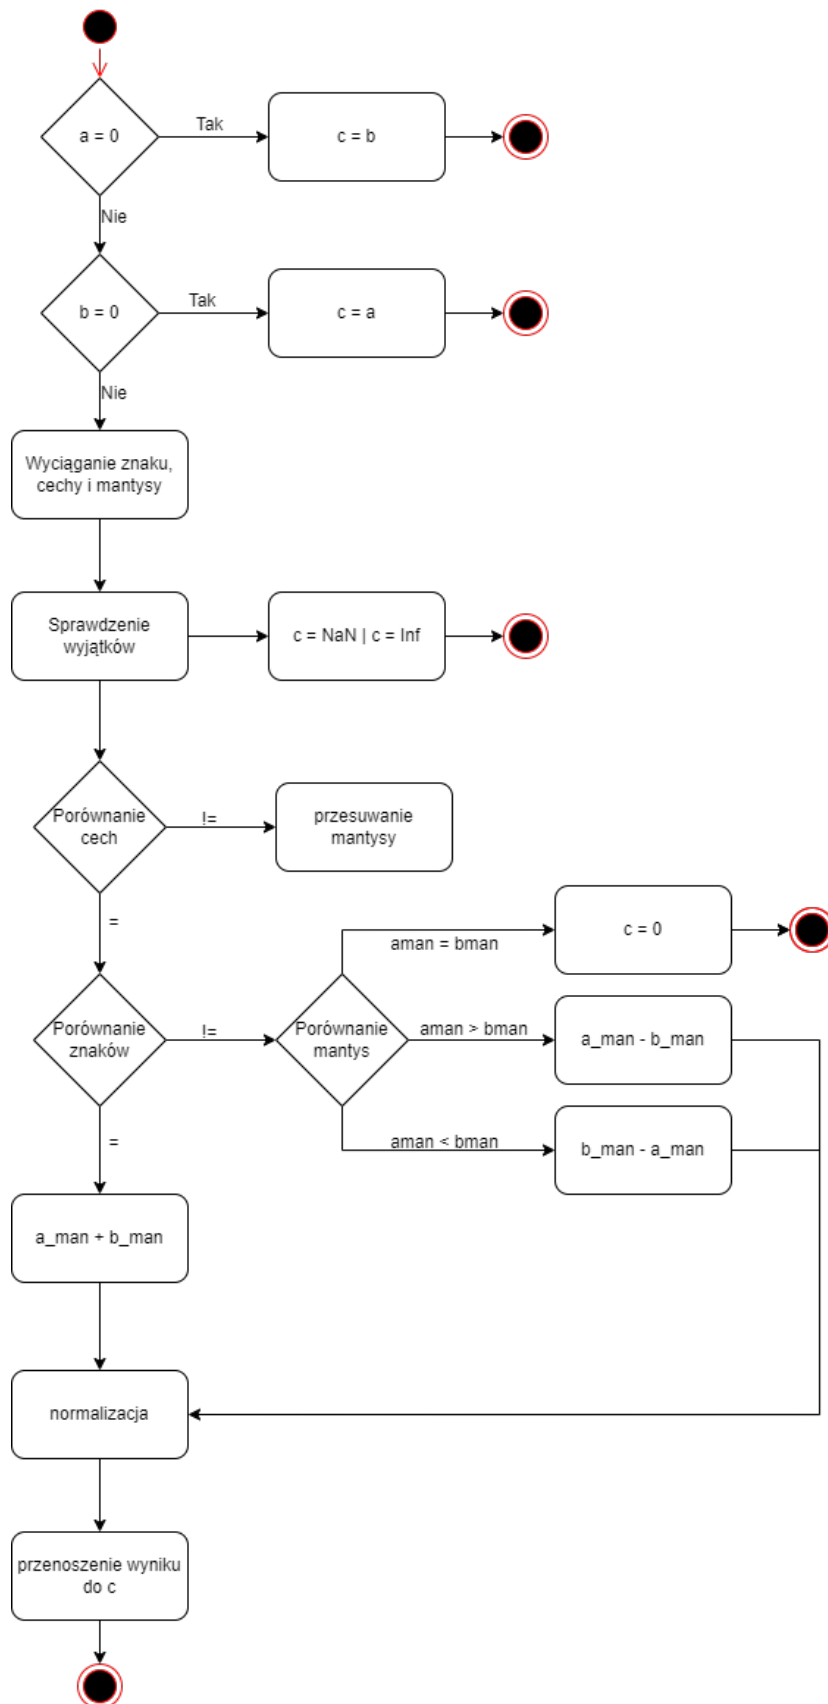 a = 0
Tak
c = b
Nie
b = 0
Tak
c = a
Nie
Wyciąganie znaku,
cechy i mantysy
Sprawdzenie
wyjątków
c = NaN | c = Inf
Porównanie
cech
!=
przesuwanie
mantysy
=
Porównanie
znaków
!=
Porównanie
mantys
aman = bman
c = 0
aman > bman
a_man - b_man
aman < bman
b_man - a_man
=
a_man + b_man
normalizacja
przenoszenie wyniku
do c